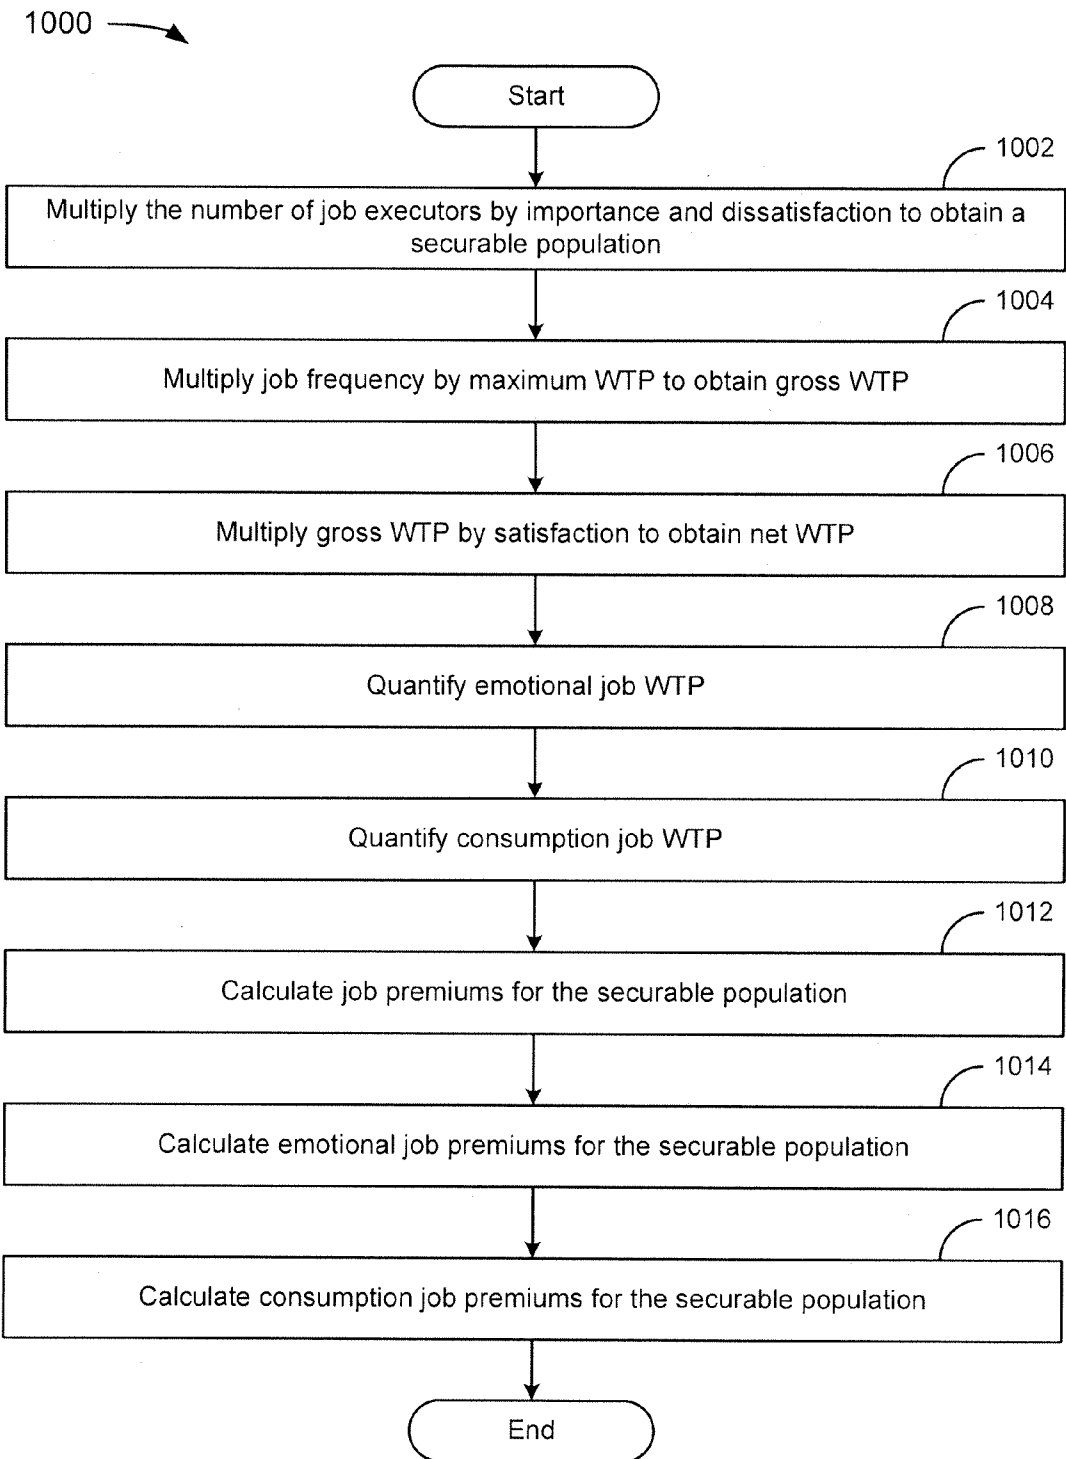 1000
Start
1002
Multiply the number of job executors by importance and dissatisfaction to obtain a
securable population
1004
Multiply job frequency by maximum WTP to obtain gross WTP
1006
Multiply gross WTP by satisfaction to obtain net WTP
1008
Quantify emotional job WTP
1010
Quantify consumption job WTP
1012
Calculate job premiums for the securable population
1014
Calculate emotional job premiums for the securable population
1016
Calculate consumption job premiums for the securable population
End